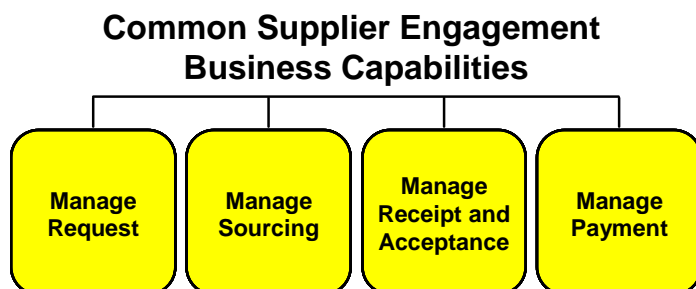 Common Supplier Engagement
Business Capabilities
Manage
Request
Manage
Sourcing
Manage
Receipt and
Acceptance
Manage
Payment